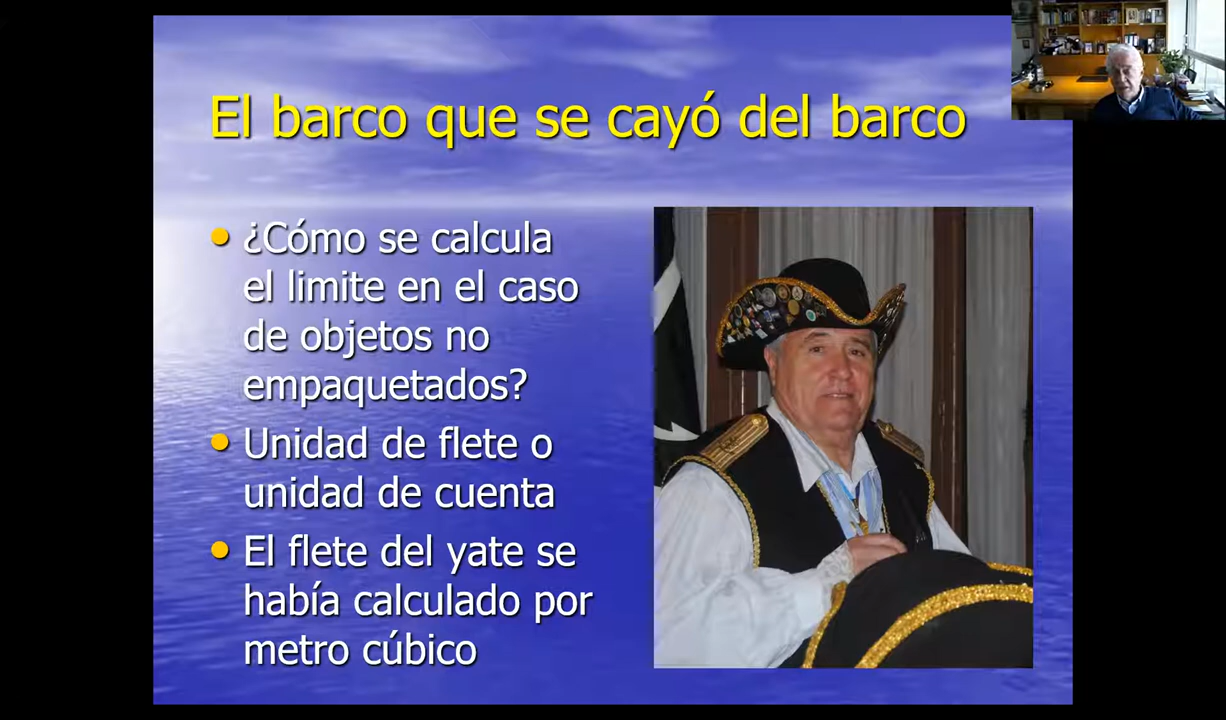 El barco que se cayó del barco
¿Cómo se calcula
el limite en el caso
de objetos no
empaquetados?
Unidad de flete o
unidad de cuenta
El flete del yate se
había calculado por
metro cúbico